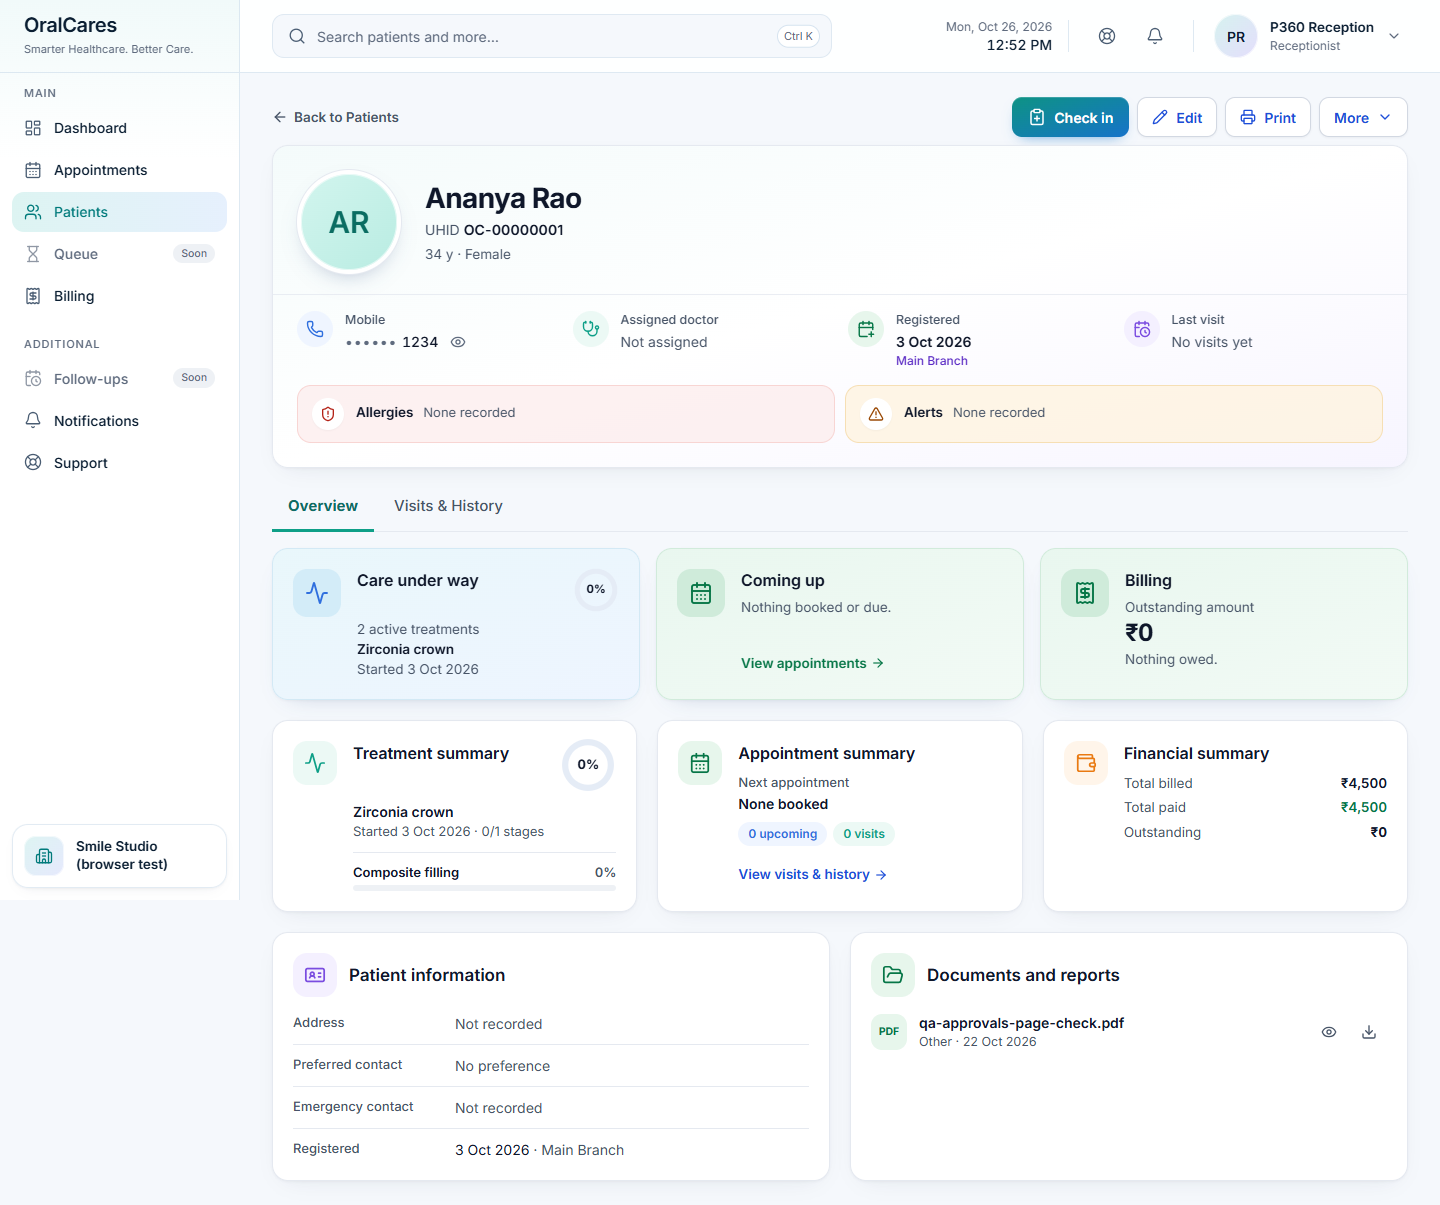 OralCares
Smarter Healthcare. Better Care.
Search patients and more...
Ctrl K
Mon, Oct 26, 2026
12:52 PM
PR
P360 Reception
Receptionist
MAIN
Dashboard
Appointments
Patients
Queue
Soon
Billing
ADDITIONAL
Follow-ups
Soon
Notifications
Support
Smile Studio
(browser test)
Back to Patients
Check in
Edit
Print
More
AR
Ananya Rao
UHID OC-00000001
34 y · Female
Mobile
•••••• 1234
Assigned doctor
Not assigned
Registered
3 Oct 2026
Main Branch
Last visit
No visits yet
Allergies None recorded
Alerts None recorded
Overview
Visits & History
Care under way
0%
2 active treatments
Zirconia crown
Started 3 Oct 2026
Coming up
Nothing booked or due.
View appointments →
Billing
Outstanding amount
₹0
Nothing owed.
Treatment summary
0%
Zirconia crown
Started 3 Oct 2026 · 0/1 stages
Composite filling 0%
Appointment summary
Next appointment
None booked
0 upcoming 0 visits
View visits & history →
Financial summary
Total billed ₹4,500
Total paid ₹4,500
Outstanding ₹0
Patient information
Address Not recorded
Preferred contact No preference
Emergency contact Not recorded
Registered 3 Oct 2026 · Main Branch
Documents and reports
PDF
qa-approvals-page-check.pdf
Other · 22 Oct 2026